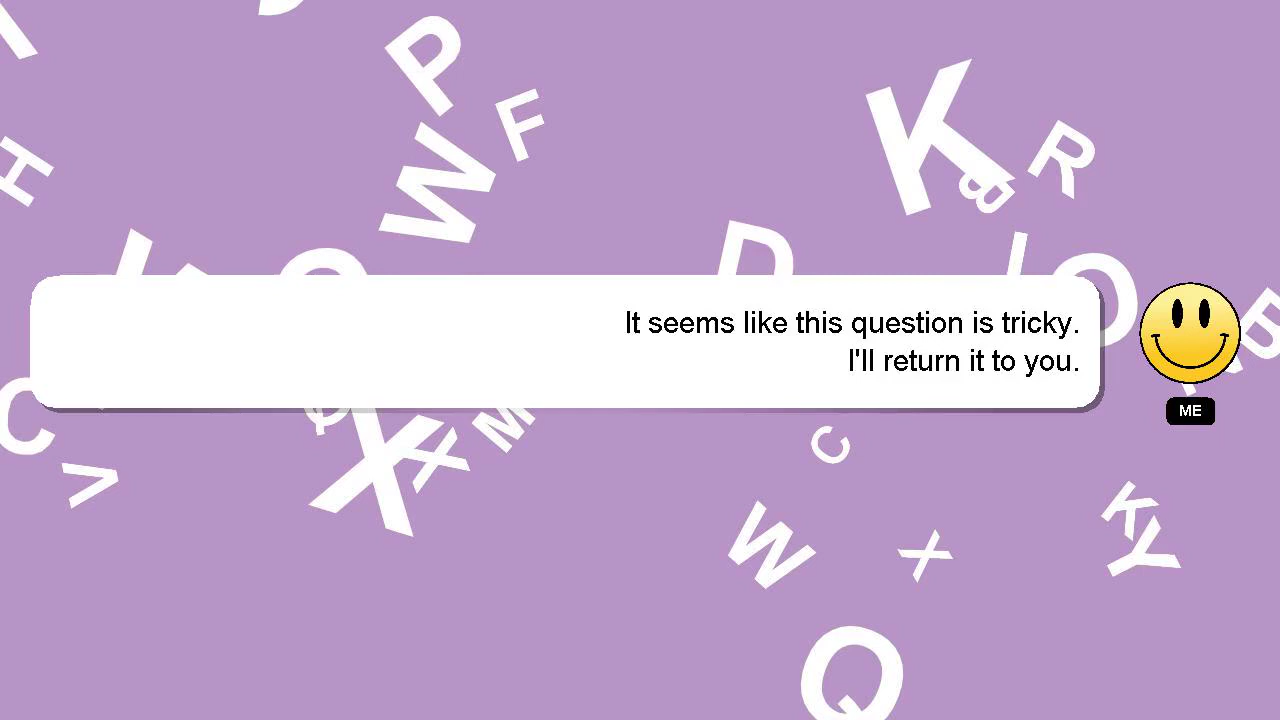 It seems like this question is tricky.
I'll return it to you.
ME